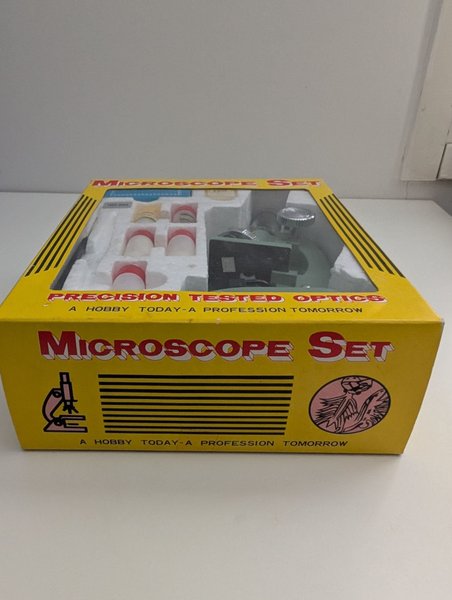 MICROSCOPE SET
PRECISION TESTED OPTICS
A HOBBY TODAY-A PROFESSION TOMORROW
MICROSCOPE SET
A HOBBY TODAY-A PROFESSION TOMORROW